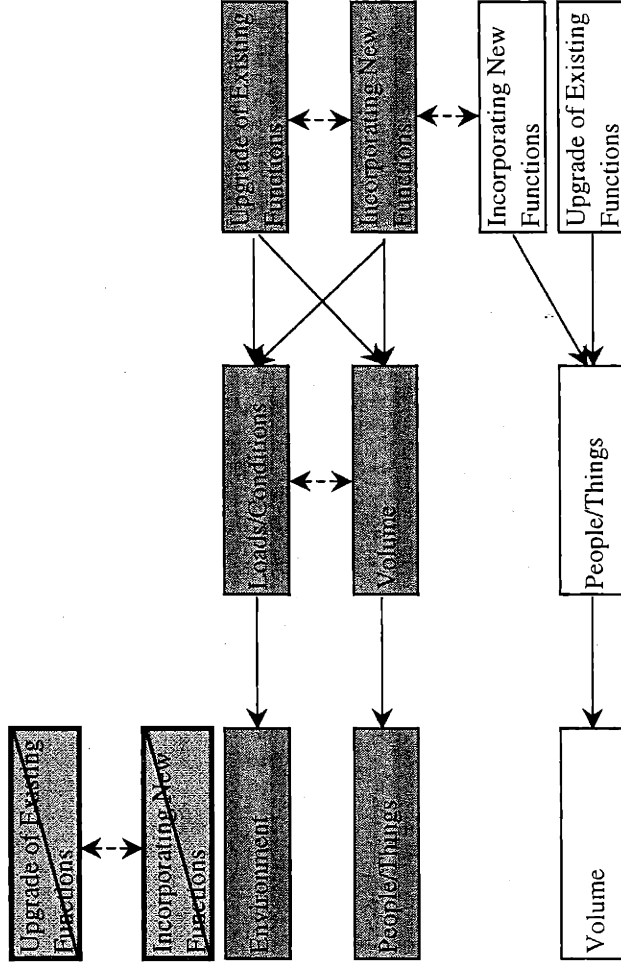 Volume
People/Things
Environment
Incorporating New
Functions
Upgrade of Existing
Functions
People/Things
Volume
Loads/Conditions
Upgrade of Existing
Functions
Incorporating New
Functions
Incorporating New
Functions
Upgrade of Existing
Functions